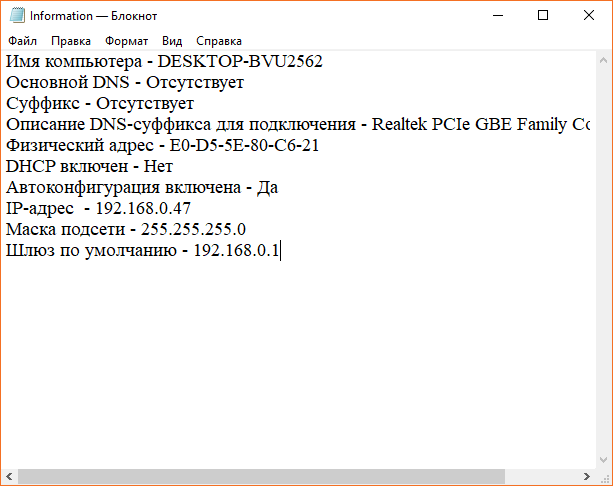 Information — Блокнот
Файл Правка Формат Вид Справка
Имя компьютера - DESKTOP-BVU2562
Основной DNS - Отсутствует
Суффикс - Отсутствует
Описание DNS-суффикса для подключения - Realtek PCIe GBE Family Co
Физический адрес - E0-D5-5E-80-C6-21
DHCP включен - Нет
Автоконфигурация включена - Да
IP-адрес  - 192.168.0.47
Маска подсети - 255.255.255.0
Шлюз по умолчанию - 192.168.0.1